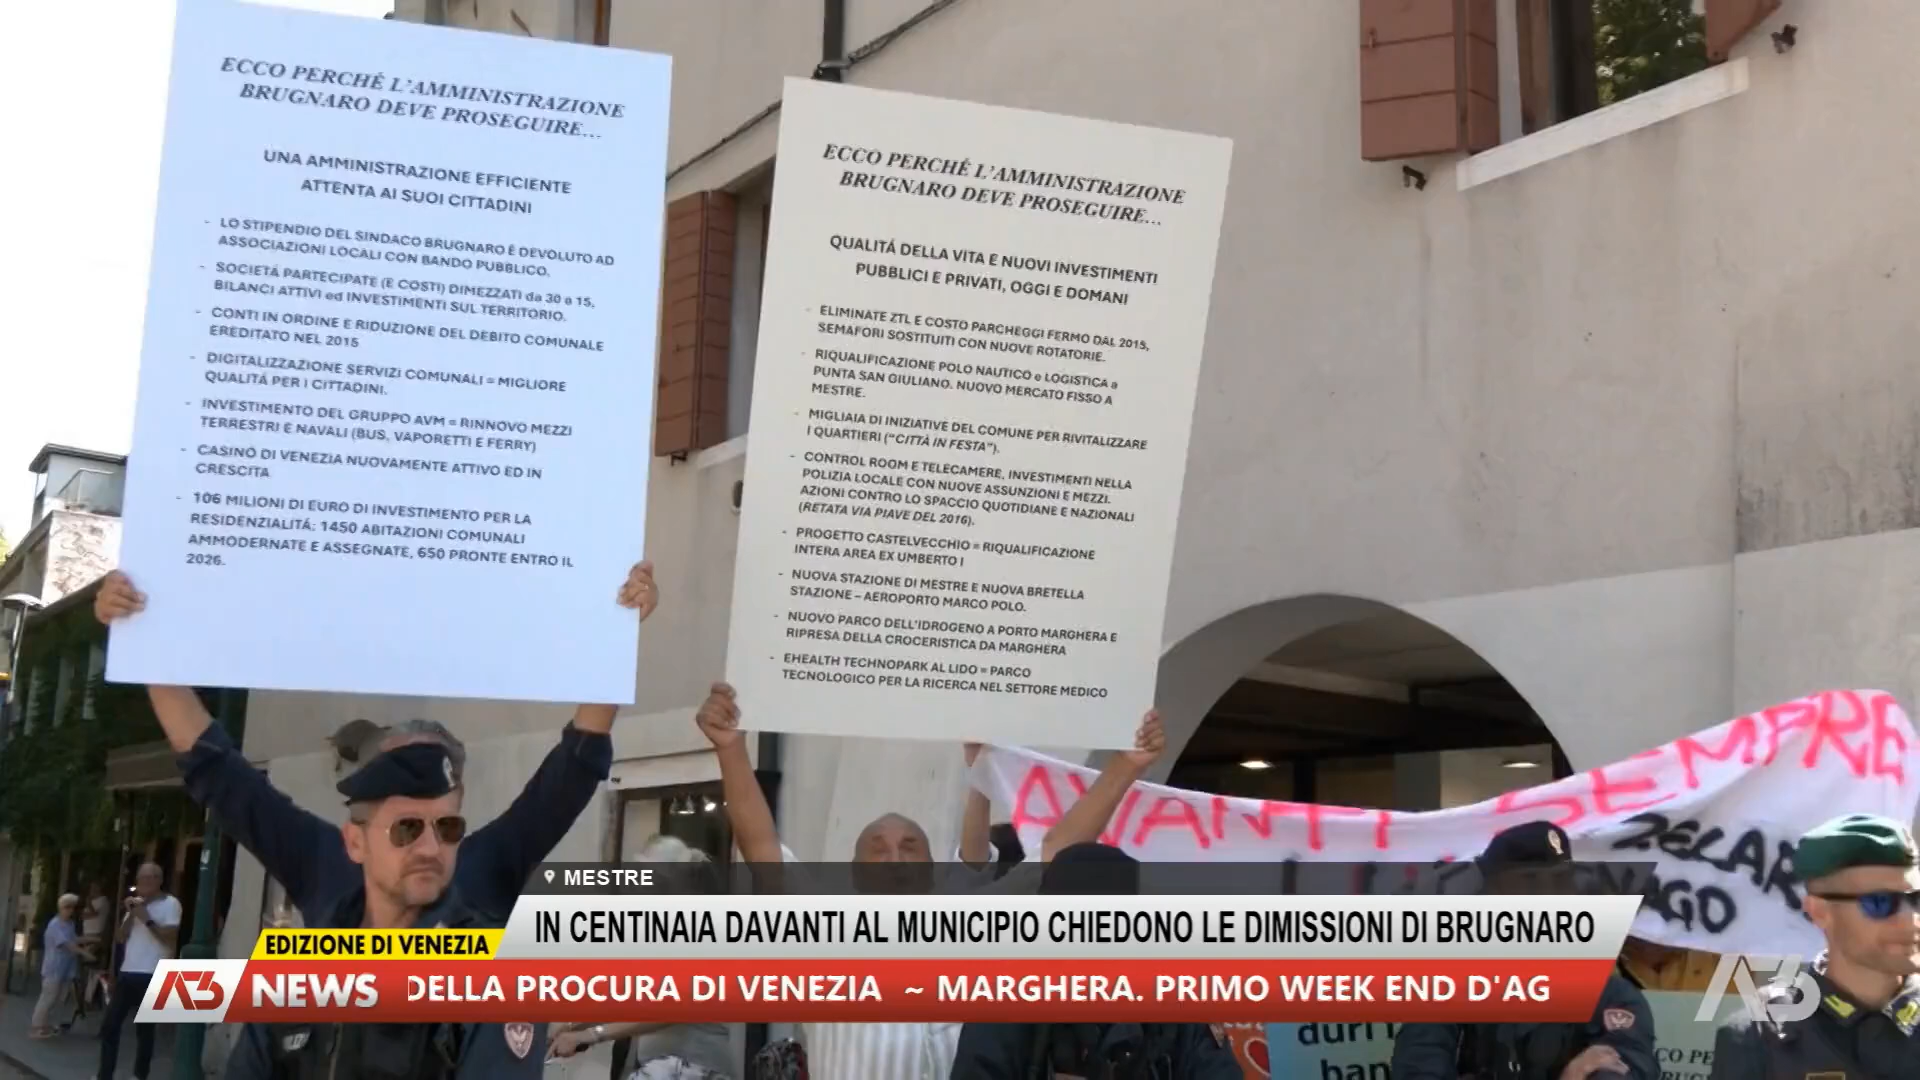 ECCO PERCHÉ L'AMMINISTRAZIONE
BRUGNARO DEVE PROSEGUIRE...
UNA AMMINISTRAZIONE EFFICIENTE
ATTENTA AI SUOI CITTADINI
- LO STIPENDIO DEL SINDACO BRUGNARO È DEVOLUTO AD
ASSOCIAZIONI LOCALI CON BANDO PUBBLICO.
- SOCIETÁ PARTECIPATE (E COSTI) DIMEZZATI da 30 a 15,
BILANCI ATTIVI ed INVESTIMENTI SUL TERRITORIO.
- CONTI IN ORDINE E RIDUZIONE DEL DEBITO COMUNALE
EREDITATO NEL 2015
- DIGITALIZZAZIONE SERVIZI COMUNALI = MIGLIORE
QUALITÁ PER I CITTADINI.
- INVESTIMENTO DEL GRUPPO AVM = RINNOVO MEZZI
TERRESTRI E NAVALI (BUS, VAPORETTI E FERRY)
- CASINÒ DI VENEZIA NUOVAMENTE ATTIVO ED IN
CRESCITA
- 106 MILIONI DI EURO DI INVESTIMENTO PER LA
RESIDENZIALITÁ: 1450 ABITAZIONI COMUNALI
AMMODERNATE E ASSEGNATE, 650 PRONTE ENTRO IL
2026.
ECCO PERCHÉ L'AMMINISTRAZIONE
BRUGNARO DEVE PROSEGUIRE...
QUALITÁ DELLA VITA E NUOVI INVESTIMENTI
PUBBLICI E PRIVATI, OGGI E DOMANI
- ELIMINATE ZTL E COSTO PARCHEGGI FERMO DAL 2015,
SEMAFORI SOSTITUITI CON NUOVE ROTATORIE.
- RIQUALIFICAZIONE POLO NAUTICO e LOGISTICA a
PUNTA SAN GIULIANO. NUOVO MERCATO FISSO A
MESTRE.
- MIGLIAIA DI INIZIATIVE DEL COMUNE PER RIVITALIZZARE
I QUARTIERI ("CITTÀ IN FESTA").
- CONTROL ROOM E TELECAMERE, INVESTIMENTI NELLA
POLIZIA LOCALE CON NUOVE ASSUNZIONI E MEZZI.
AZIONI CONTRO LO SPACCIO QUOTIDIANE E NAZIONALI
(RETATA VIA PIAVE DEL 2016).
- PROGETTO CASTELVECCHIO = RIQUALIFICAZIONE
INTERA AREA EX UMBERTO I
- NUOVA STAZIONE DI MESTRE E NUOVA BRETELLA
STAZIONE – AEROPORTO MARCO POLO.
- NUOVO PARCO DELL'IDROGENO A PORTO MARGHERA E
RIPRESA DELLA CROCERISTICA DA MARGHERA
- EHEALTH TECHNOPARK AL LIDO = PARCO
TECNOLOGICO PER LA RICERCA NEL SETTORE MEDICO
AVANTI SEMPRE
MESTRE
IN CENTINAIA DAVANTI AL MUNICIPIO CHIEDONO LE DIMISSIONI DI BRUGNARO
EDIZIONE DI VENEZIA
A3 NEWS DELLA PROCURA DI VENEZIA ~ MARGHERA. PRIMO WEEK END D'AG
A3